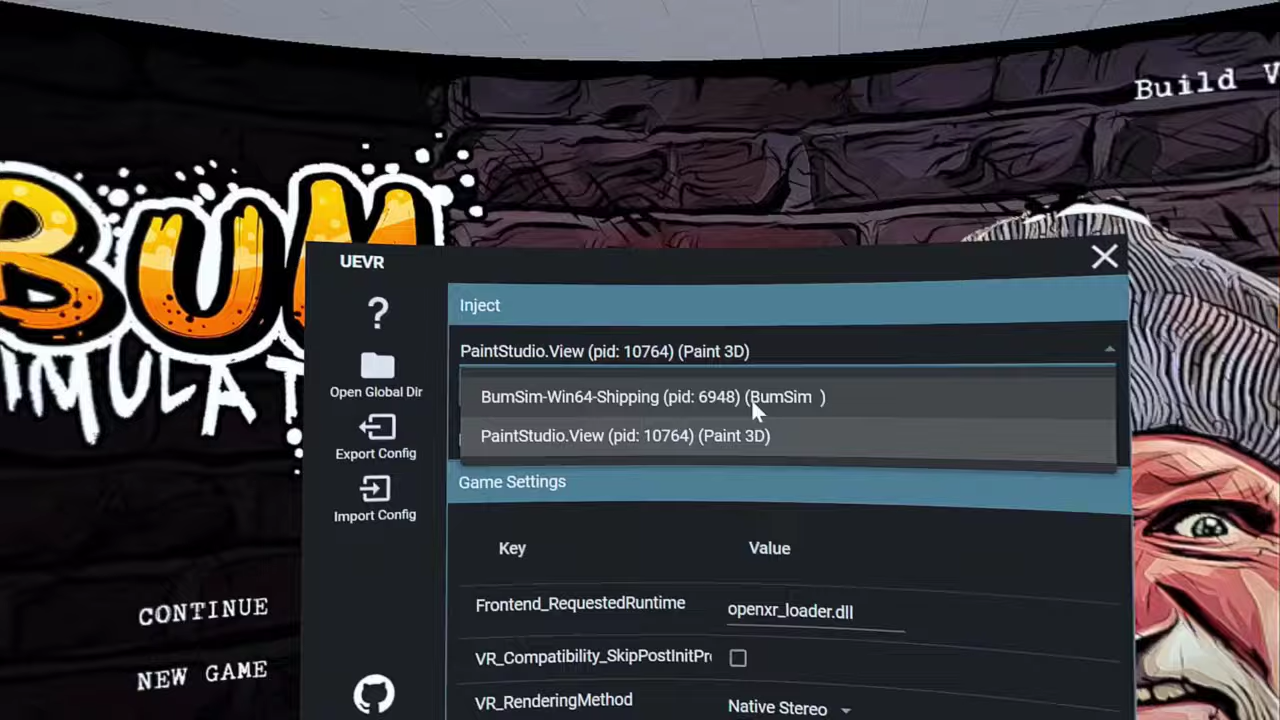 Build V
BUM
IMULAT
UEVR
Inject
PaintStudio.View (pid: 10764) (Paint 3D)
BumSim-Win64-Shipping (pid: 6948) (BumSim )
PaintStudio.View (pid: 10764) (Paint 3D)
Open Global Dir
Export Config
Import Config
Game Settings
Key Value
Frontend_RequestedRuntime openxr_loader.dll
VR_Compatibility_SkipPostInitPr
VR_RenderingMethod Native Stereo
CONTINUE
NEW GAME